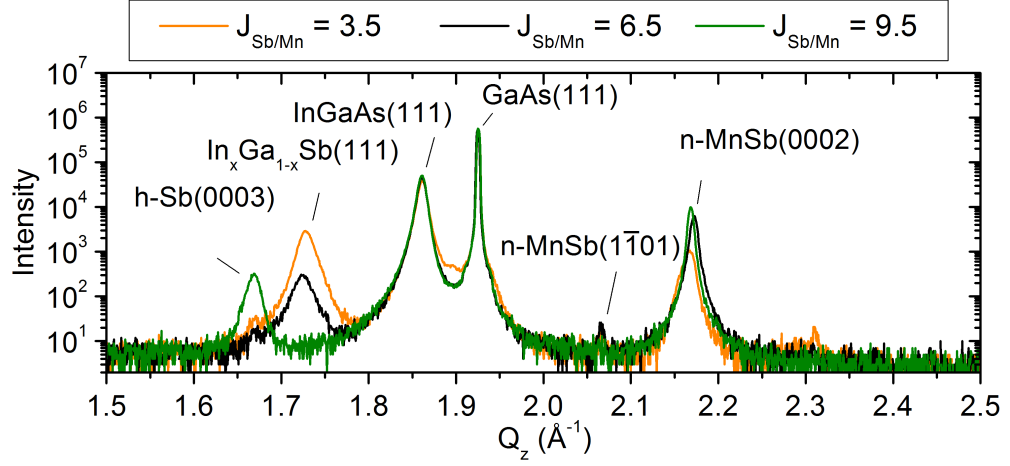 J_Sb/Mn = 3.5 J_Sb/Mn = 6.5 J_Sb/Mn = 9.5
10^7
10^6
10^5
10^4
10^3
10^2
10^1
Intensity
h-Sb(0003)
In_xGa_1-xSb(111)
InGaAs(111)
GaAs(111)
n-MnSb(11̅01)
n-MnSb(0002)
1.5 1.6 1.7 1.8 1.9 2.0 2.1 2.2 2.3 2.4 2.5
Q_z (Å^-1)